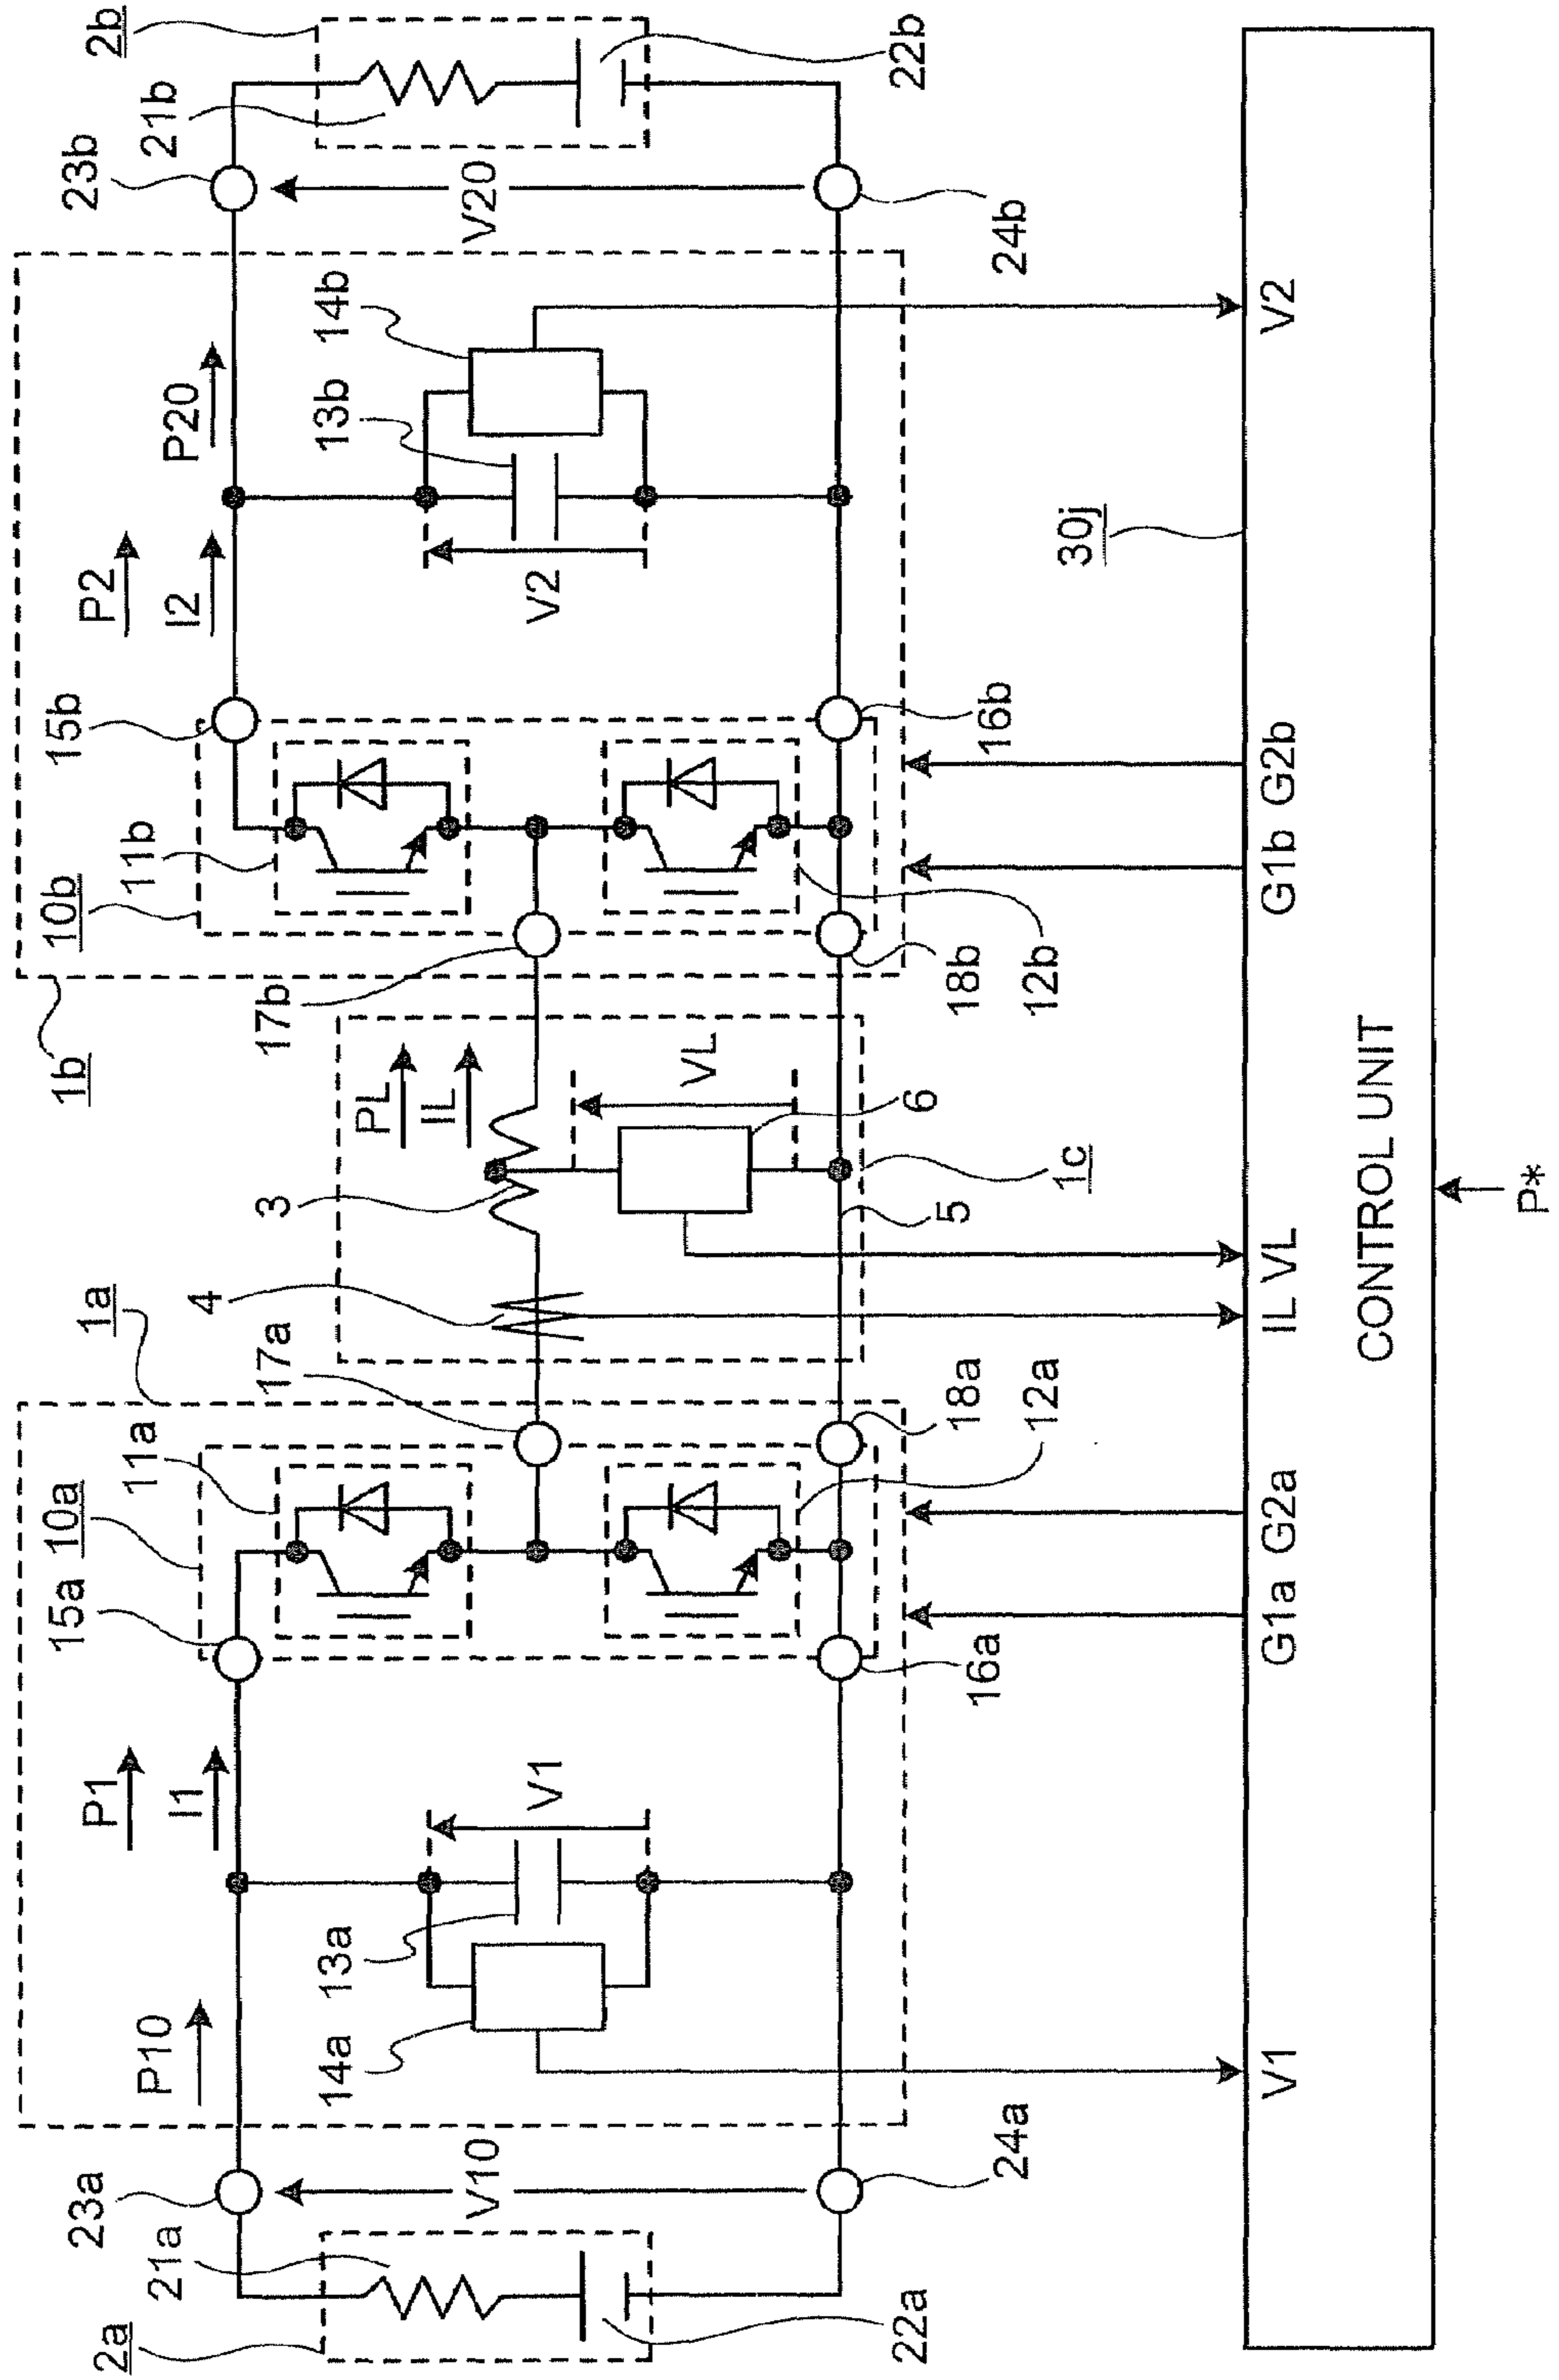 2a
21a
22a
23a
V10
24a
P10
14a
13a
V1
P1
I1
15a
10a
11a
16a
12a
18a
17a
1a
4
3
5
6
VL
PL
IL
1c
1b
17b
18b
12b
10b
11b
15b
16b
P2
I2
V2
13b
14b
P20
23b
V20
24b
21b
2b
22b
30j
V1
G1a
G2a
IL
VL
G1b
G2b
V2
CONTROL UNIT
P*